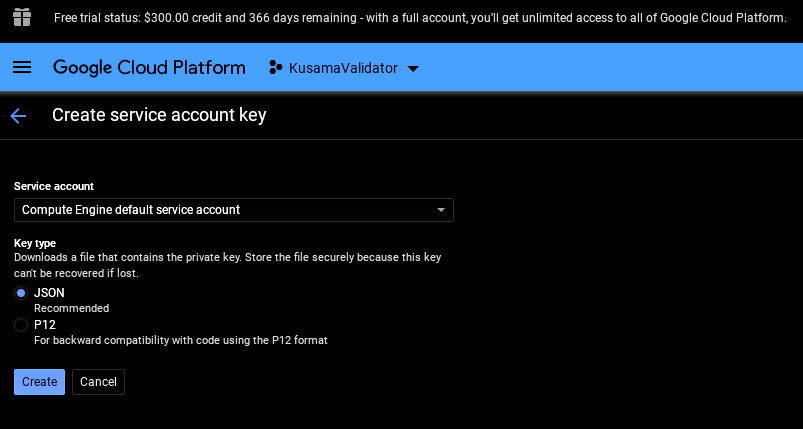 Free trial status: $300.00 credit and 366 days remaining - with a full account, you'll get unlimited access to all of Google Cloud Platform.
Google Cloud Platform KusamaValidator
Create service account key
Service account
Compute Engine default service account
Key type
Downloads a file that contains the private key. Store the file securely because this key
can't be recovered if lost.
JSON
Recommended
P12
For backward compatibility with code using the P12 format
Create Cancel